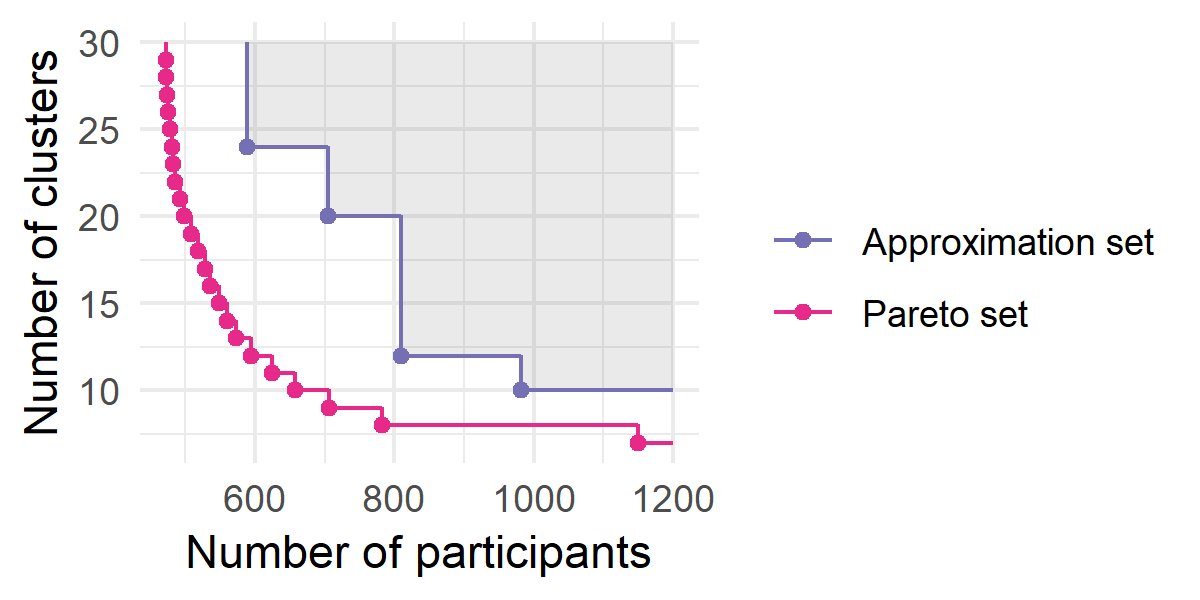 Number of clusters
30
25
20
15
10
600 800 1000 1200
Number of participants
Approximation set
Pareto set